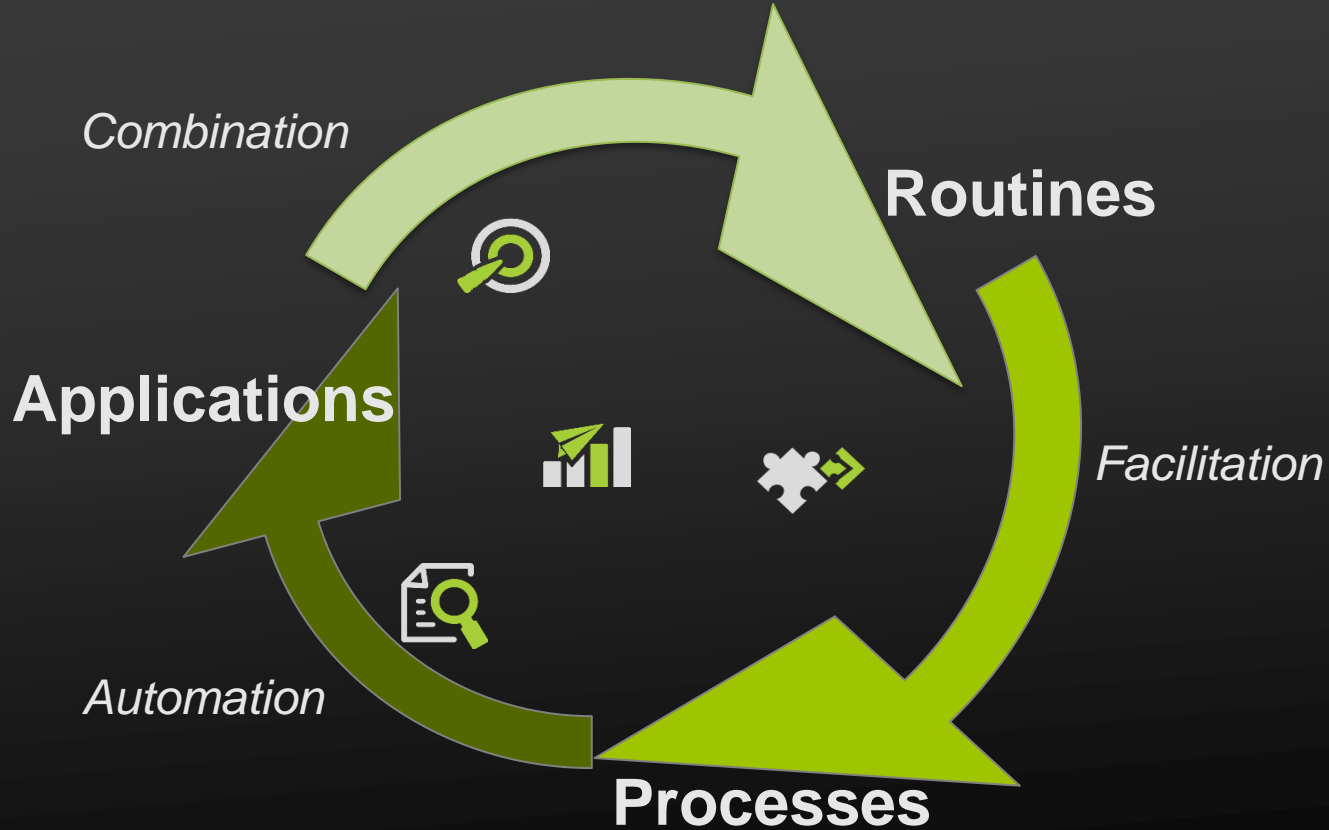 Combination
Routines
Applications
Facilitation
Automation
Processes